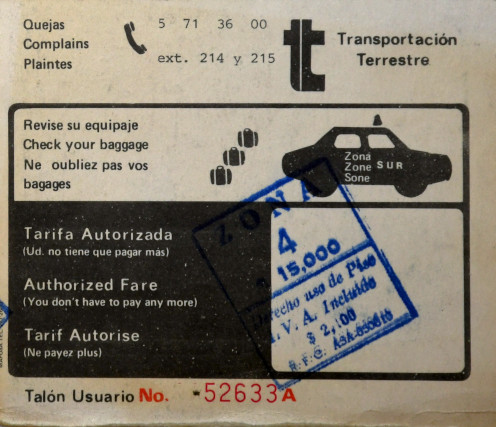 Quejas
Complains
Plaintes
5 71 36 00
ext. 214 y 215
t
Transportación
Terrestre
Revise su equipaje
Check your baggage
Ne oubliez pas vos
bagages
Zona
Zone
Sone
SUR
Tarifa Autorizada
(Ud. no tiene que pagar más)
Authorized Fare
(You don't have to pay any more)
Tarif Autorise
(Ne payez plus)
ZONA
4
$ 15,000
Derecho uso de Piso
I. V. A. Incluido
$ 2,100
R. F. C.
Talón Usuario No. *52633A